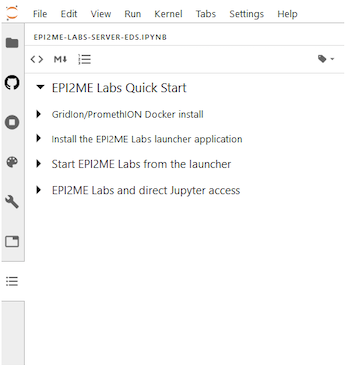 File Edit View Run Kernel Tabs Settings Help
EPI2ME-LABS-SERVER-EDS.IPYNB
M↓
EPI2ME Labs Quick Start
GridIon/PromethION Docker install
Install the EPI2ME Labs launcher application
Start EPI2ME Labs from the launcher
EPI2ME Labs and direct Jupyter access